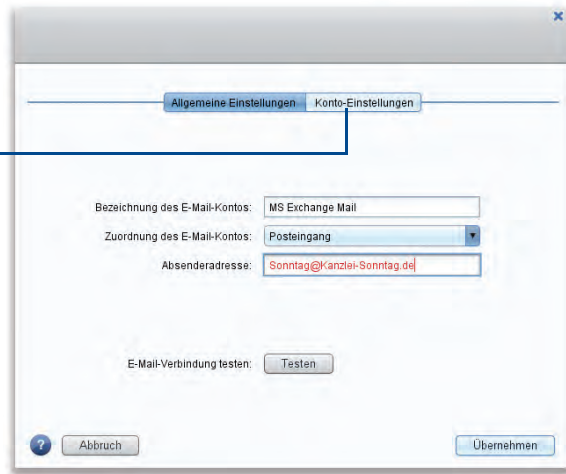 Allgemeine Einstellungen Konto-Einstellungen
Bezeichnung des E-Mail-Kontos: MS Exchange Mail
Zuordnung des E-Mail-Kontos: Posteingang
Absenderadresse: Sonntag@Kanzlei-Sonntag.de
E-Mail-Verbindung testen: Testen
? Abbruch Übernehmen